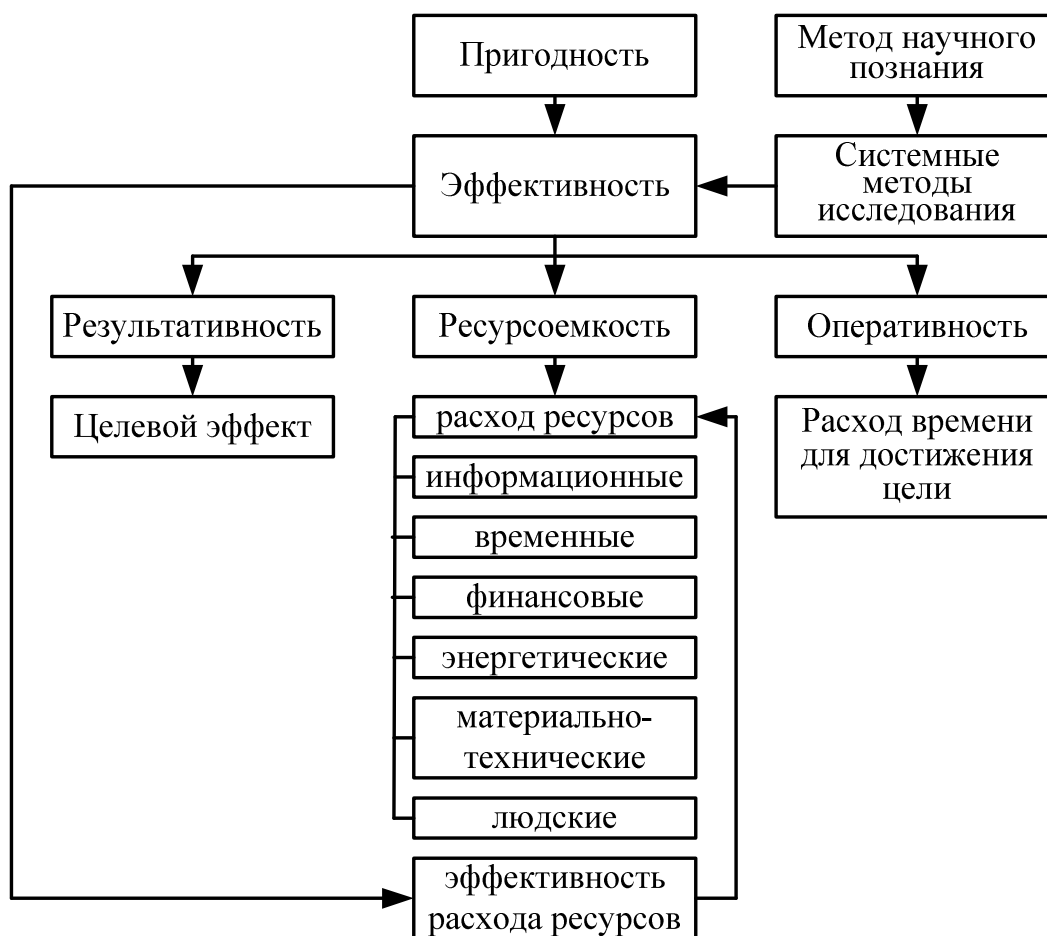 Пригодность
Метод научного
познания
Эффективность
Системные
методы
исследования
Результативность
Ресурсоемкость
Оперативность
Целевой эффект
расход ресурсов
Расход времени
для достижения
цели
информационные
временные
финансовые
энергетические
материально-
технические
людские
эффективность
расхода ресурсов